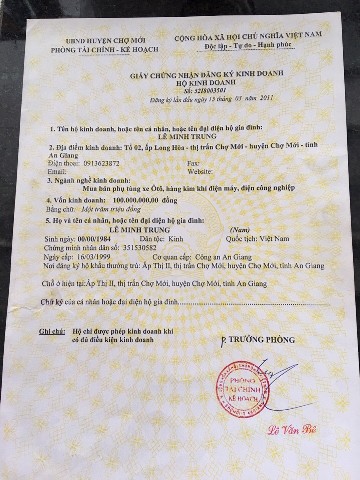 UBND HUYỆN CHỢ MỚI
PHÒNG TÀI CHÍNH - KẾ HOẠCH
CỘNG HÒA XÃ HỘI CHỦ NGHĨA VIỆT NAM
Độc lập - Tự do - Hạnh phúc
GIẤY CHỨNG NHẬN ĐĂNG KÝ KINH DOANH
HỘ KINH DOANH
Số: 52I8003501
Đăng ký lần đầu ngày 15 tháng 03 năm 2011
1. Tên hộ kinh doanh, hoặc tên cá nhân, hoặc tên đại diện hộ gia đình:
LÊ MINH TRUNG
2. Địa điểm kinh doanh: Tổ 02, ấp Long Hòa - thị trấn Chợ Mới - huyện Chợ Mới - tỉnh
An Giang
Điện thoại: 0913623872 Fax:
Email: Website:
3. Ngành nghề kinh doanh:
Mua bán phụ tùng xe Ôtô, hàng kim khí điện máy, điện công nghiệp
4. Vốn kinh doanh: 100.000.000,00 đồng
Bằng chữ: Một trăm triệu đồng
5. Họ và tên cá nhân, hoặc tên đại diện hộ gia đình:
LÊ MINH TRUNG (Nam)
Sinh ngày: 00/00/1984 Dân tộc: Kinh Quốc tịch: Việt Nam
Chứng minh nhân dân số: 351530582
Ngày cấp: 16/03/1999 Cơ quan cấp: Công an An Giang
Nơi đăng ký hộ khẩu thường trú: Ấp Thị II, thị trấn Chợ Mới, huyện Chợ Mới, tỉnh An Giang
Chỗ ở hiện tại: Ấp Thị II, thị trấn Chợ Mới, huyện Chợ Mới, tỉnh An Giang
Chữ ký của cá nhân hoặc đại diện hộ gia đình
Ghi chú: Hộ chỉ được phép kinh doanh khi
có đủ điều kiện kinh doanh
P. TRƯỞNG PHÒNG
PHÒNG
TÀI CHÍNH
KẾ HOẠCH
Lê Văn Bê